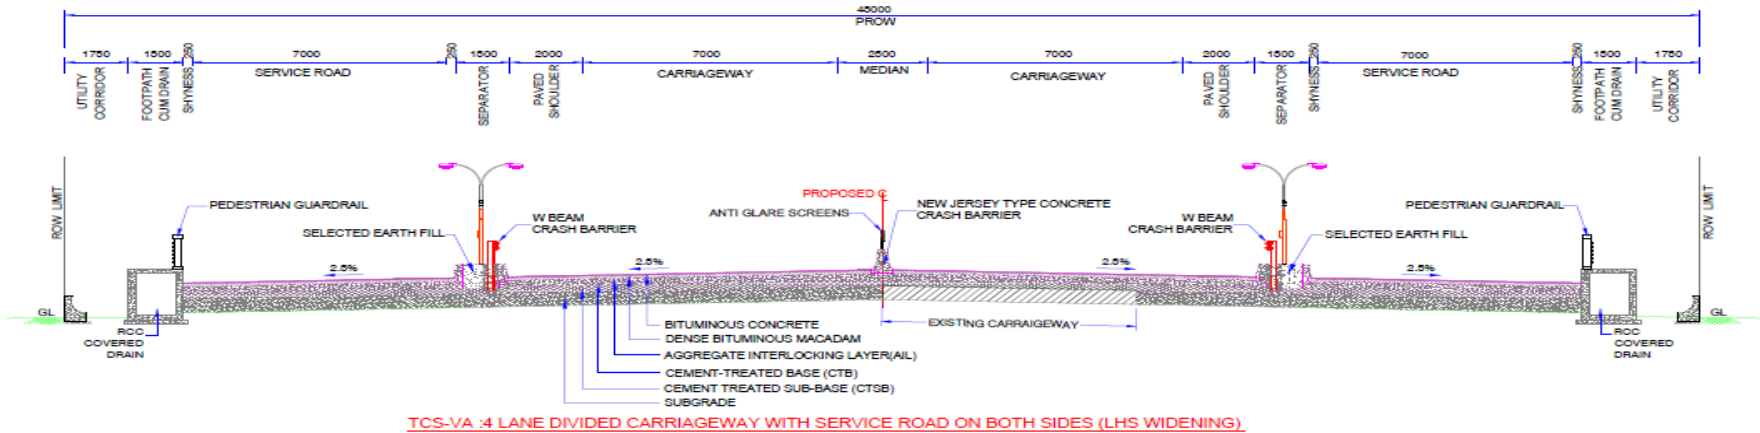 45000
PROW
1750
1500
250
7000
250
1500
2000
7000
2500
7000
2000
1500
250
7000
250
1500
1750
UTILITY
CORRIDOR
FOOTPATH
CUM DRAIN
SHYNESS
SERVICE ROAD
SEPARATOR
PAVED
SHOULDER
CARRIAGEWAY
MEDIAN
CARRIAGEWAY
PAVED
SHOULDER
SEPARATOR
SHYNESS
SERVICE ROAD
SHYNESS
FOOTPATH
CUM DRAIN
UTILITY
CORRIDOR
ROW LIMIT
PEDESTRIAN GUARDRAIL
SELECTED EARTH FILL
W BEAM
CRASH BARRIER
PROPOSED ℄
ANTI GLARE SCREENS
NEW JERSEY TYPE CONCRETE
CRASH BARRIER
W BEAM
CRASH BARRIER
SELECTED EARTH FILL
PEDESTRIAN GUARDRAIL
ROW LIMIT
2.5%
2.5%
2.5%
2.5%
GL
RCC
COVERED
DRAIN
EXISTING CARRAIGEWAY
GL
RCC
COVERED
DRAIN
BITUMINOUS CONCRETE
DENSE BITUMINOUS MACADAM
AGGREGATE INTERLOCKING LAYER(AIL)
CEMENT-TREATED BASE (CTB)
CEMENT TREATED SUB-BASE (CTSB)
SUBGRADE
TCS-VA :4 LANE DIVIDED CARRIAGEWAY WITH SERVICE ROAD ON BOTH SIDES (LHS WIDENING)